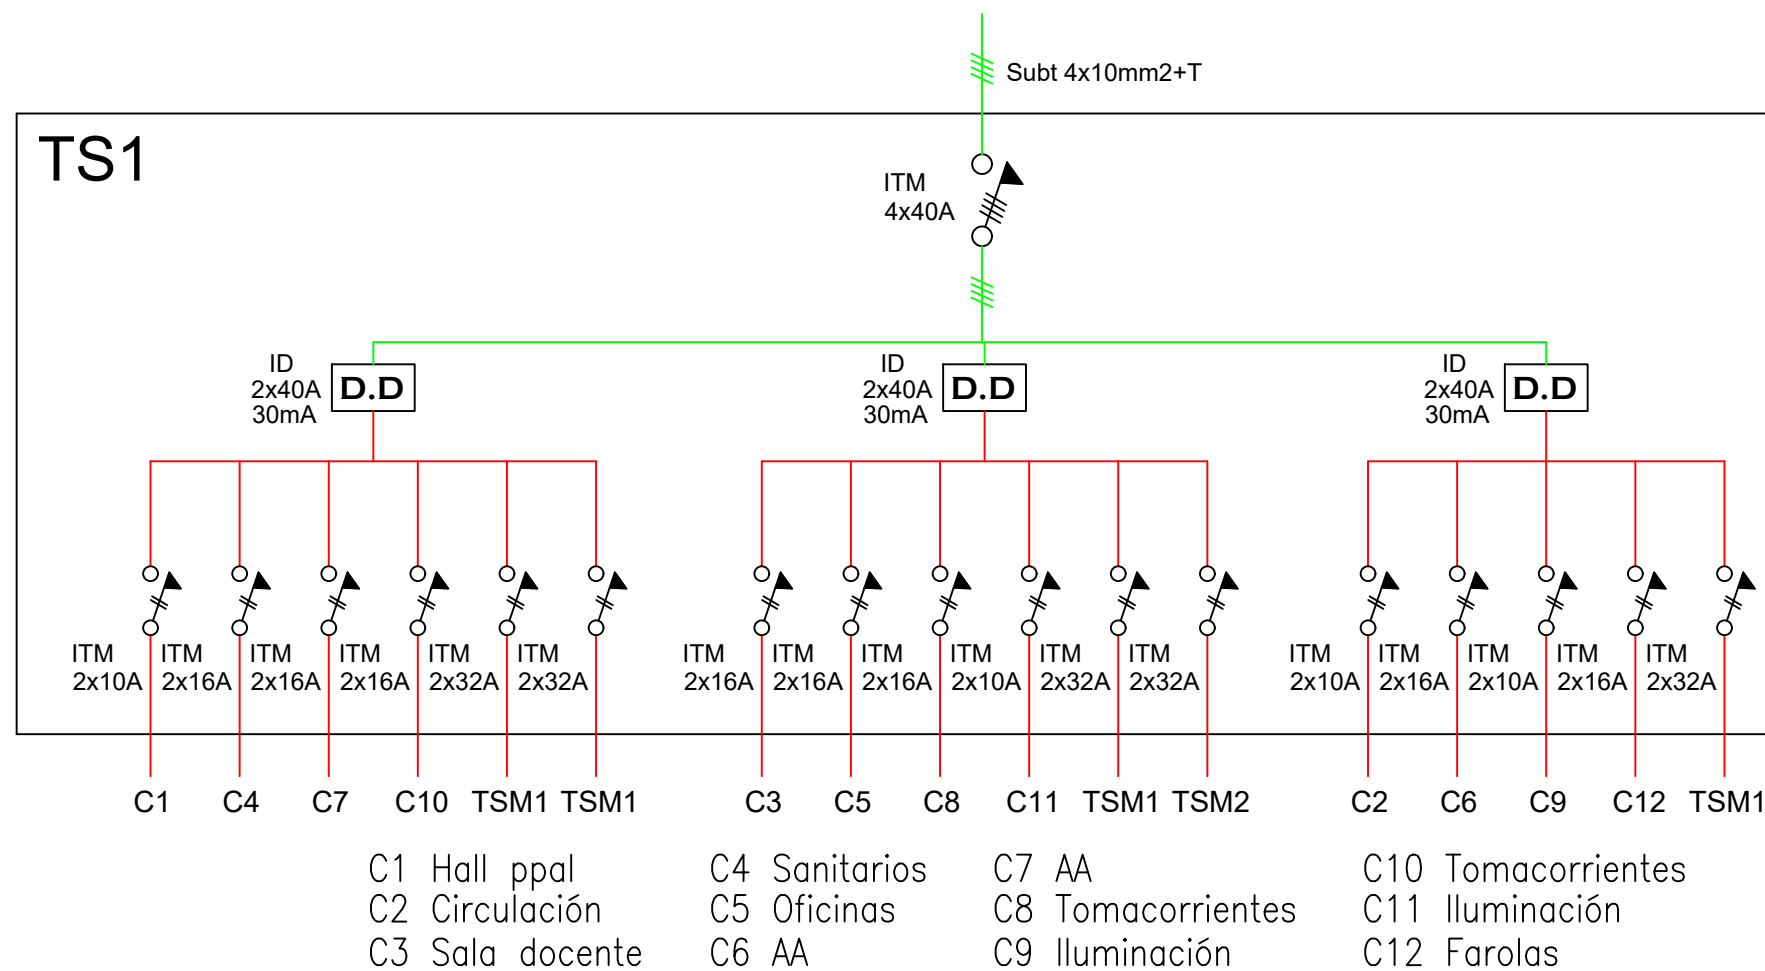 Subt 4x10mm2+T
TS1
ITM
4x40A
ID
2x40A
30mA
D.D
ID
2x40A
30mA
D.D
ID
2x40A
30mA
D.D
ITM
2x10A
ITM
2x16A
ITM
2x16A
ITM
2x16A
ITM
2x32A
ITM
2x32A
ITM
2x16A
ITM
2x16A
ITM
2x16A
ITM
2x10A
ITM
2x32A
ITM
2x32A
ITM
2x10A
ITM
2x16A
ITM
2x10A
ITM
2x16A
ITM
2x32A
C1 C4 C7 C10 TSM1 TSM1 C3 C5 C8 C11 TSM1 TSM2 C2 C6 C9 C12 TSM1
C1 Hall ppal
C2 Circulación
C3 Sala docente
C4 Sanitarios
C5 Oficinas
C6 AA
C7 AA
C8 Tomacorrientes
C9 Iluminación
C10 Tomacorrientes
C11 Iluminación
C12 Farolas